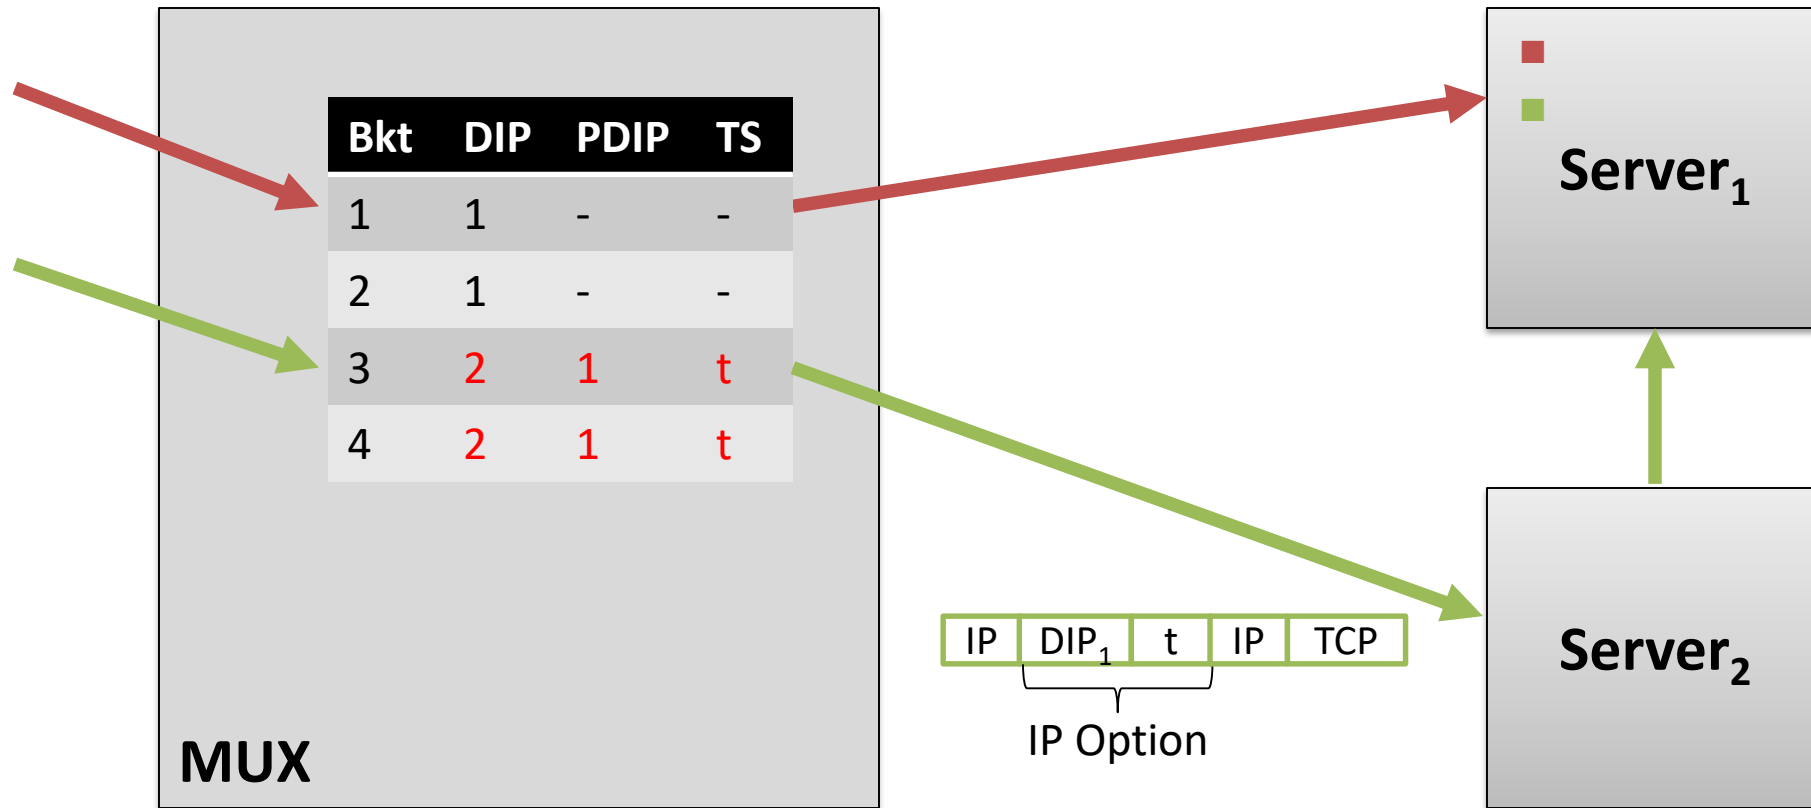 Bkt DIP PDIP TS
1 1 - -
2 1 - -
3 2 1 t
4 2 1 t
MUX
Server₁
IP DIP₁ t IP TCP
IP Option
Server₂